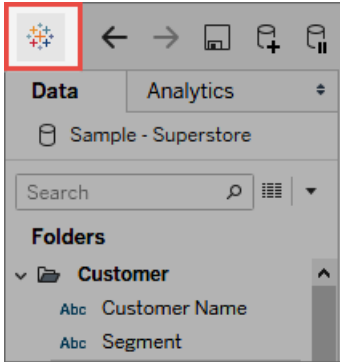 Data Analytics
Sample - Superstore
Search
Folders
Customer
Abc Customer Name
Abc Segment